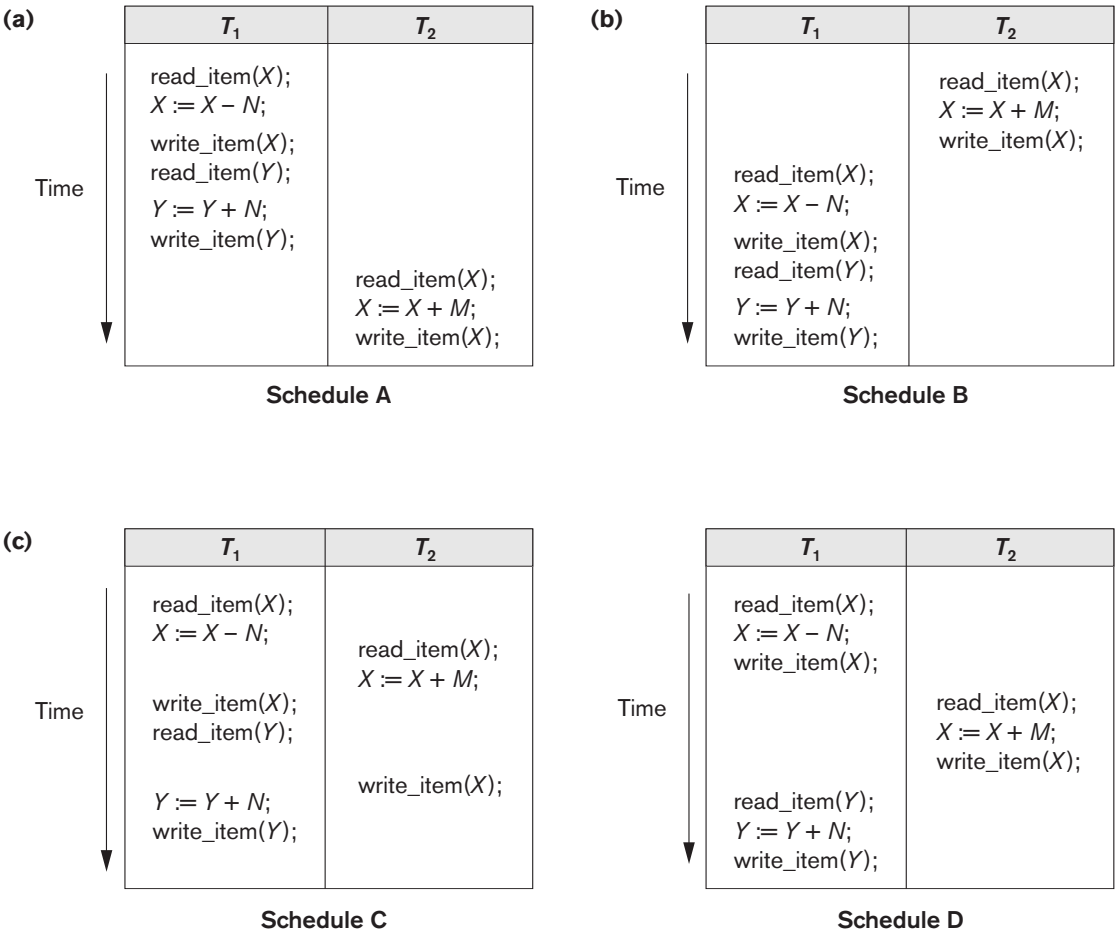 (a)
T1 T2
Time
read_item(X);
X := X – N;
write_item(X);
read_item(Y);
Y := Y + N;
write_item(Y);
read_item(X);
X := X + M;
write_item(X);
Schedule A
(b)
T1 T2
Time
read_item(X);
X := X + M;
write_item(X);
read_item(X);
X := X – N;
write_item(X);
read_item(Y);
Y := Y + N;
write_item(Y);
Schedule B
(c)
T1 T2
Time
read_item(X);
X := X – N;
read_item(X);
X := X + M;
write_item(X);
read_item(Y);
write_item(X);
Y := Y + N;
write_item(Y);
Schedule C
T1 T2
Time
read_item(X);
X := X – N;
write_item(X);
read_item(X);
X := X + M;
write_item(X);
read_item(Y);
Y := Y + N;
write_item(Y);
Schedule D